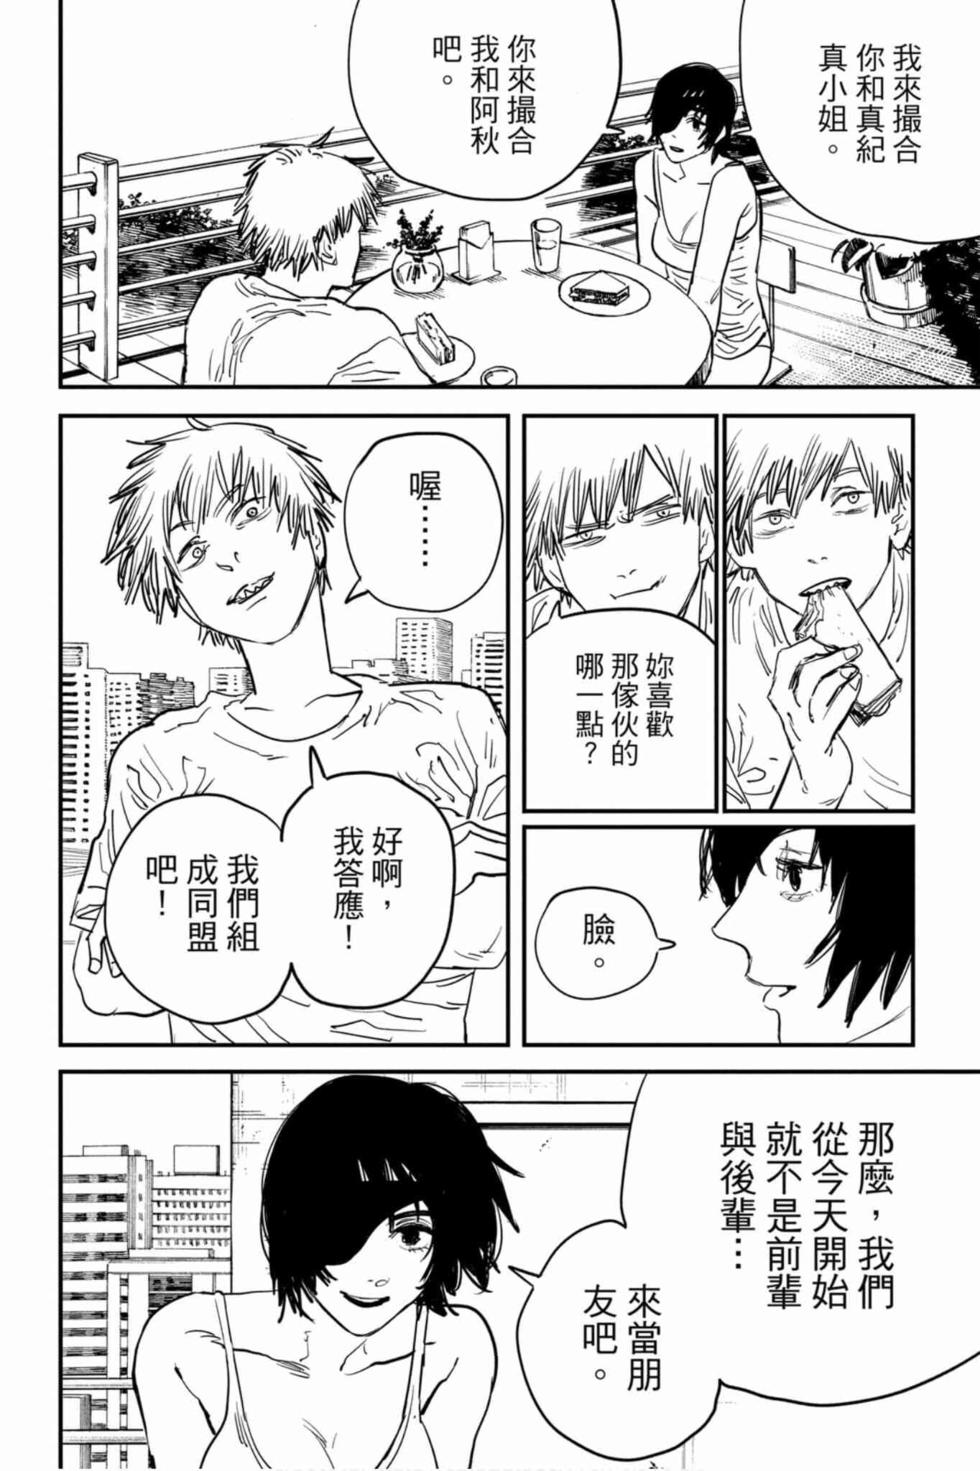 我來撮合
你和真紀
真小姐。
你來撮合
我和阿秋
吧。
妳喜歡
那傢伙的
哪一點？
臉。
喔……
好啊，
我答應！
我們組
成同盟
吧！
那麼，我們
從今天開始
就不是前輩
與後輩…
來當朋
友吧。